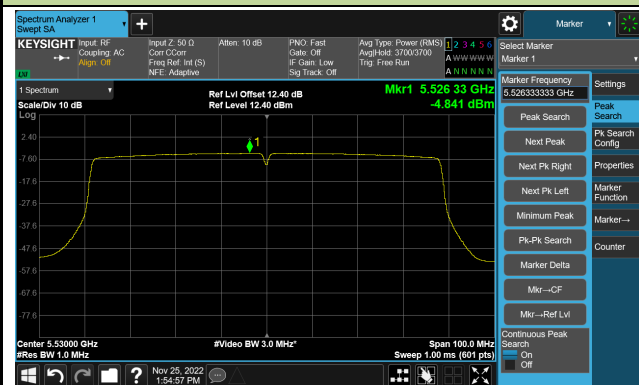 Spectrum Analyzer 1
Swept SA
+
Marker
KEYSIGHT
Input: RF
Coupling: AC
Align: Off
Input Z: 50 Ω
Corr CCorr
Freq Ref: Int (S)
NFE: Adaptive
Atten: 10 dB
PNO: Fast
Gate: Off
IF Gain: Low
Sig Track: Off
Avg Type: Power (RMS)
Avg|Hold: 3700/3700
Trig: Free Run
1 2 3 4 5 6
A W W W W W
A N N N N N
LXI
Select Marker
Marker 1
1 Spectrum
Scale/Div 10 dB
Log
Ref Lvl Offset 12.40 dB
Ref Level 12.40 dBm
Mkr1 5.526 33 GHz
-4.841 dBm
1
2.40
-7.60
-17.6
-27.6
-37.6
-47.6
-57.6
-67.6
-77.6
Center 5.53000 GHz
#Res BW 1.0 MHz
#Video BW 3.0 MHz*
Span 100.0 MHz
Sweep 1.00 ms (601 pts)
Marker Frequency
5.526333333 GHz
Peak Search
Next Peak
Next Pk Right
Next Pk Left
Minimum Peak
Pk-Pk Search
Marker Delta
Mkr→CF
Mkr→Ref Lvl
Continuous Peak
Search
On
Off
Settings
Peak
Search
Pk Search
Config
Properties
Marker
Function
Marker→
Counter
?
Nov 25, 2022
1:54:57 PM